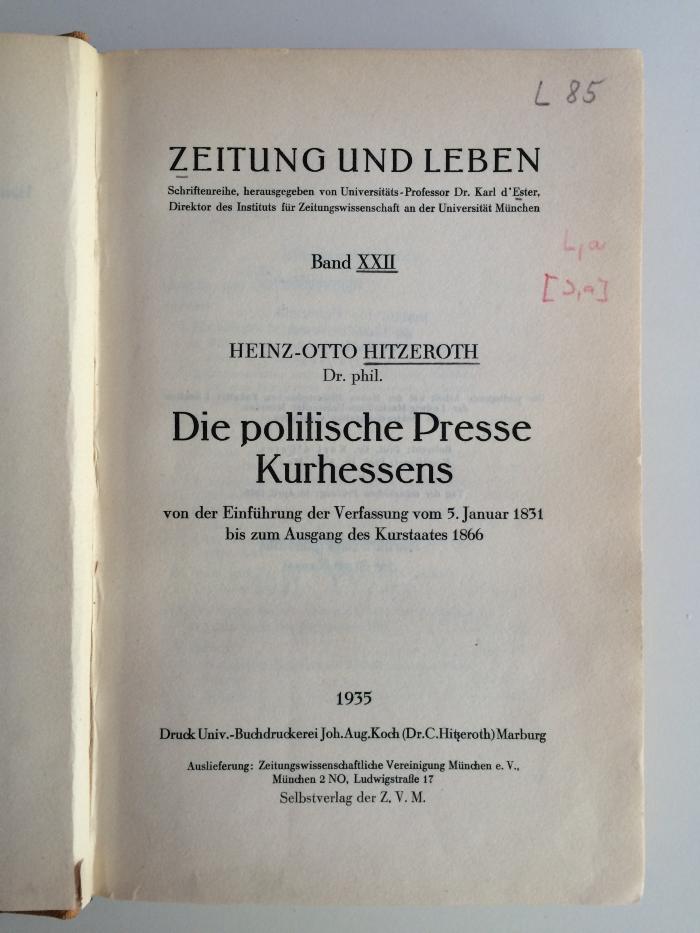 L 85
ZEITUNG UND LEBEN
Schriftenreihe, herausgegeben von Universitäts-Professor Dr. Karl d'Ester,
Direktor des Instituts für Zeitungswissenschaft an der Universität München
L,a
Band XXII
[J,a]
HEINZ-OTTO HITZEROTH
Dr. phil.
Die politische Presse
Kurhessens
von der Einführung der Verfassung vom 5. Januar 1831
bis zum Ausgang des Kurstaates 1866
1935
Druck Univ.-Buchdruckerei Joh. Aug. Koch (Dr. C. Hitzeroth) Marburg
Auslieferung: Zeitungswissenschaftliche Vereinigung München e. V.,
München 2 NO, Ludwigstraße 17
Selbstverlag der Z. V. M.